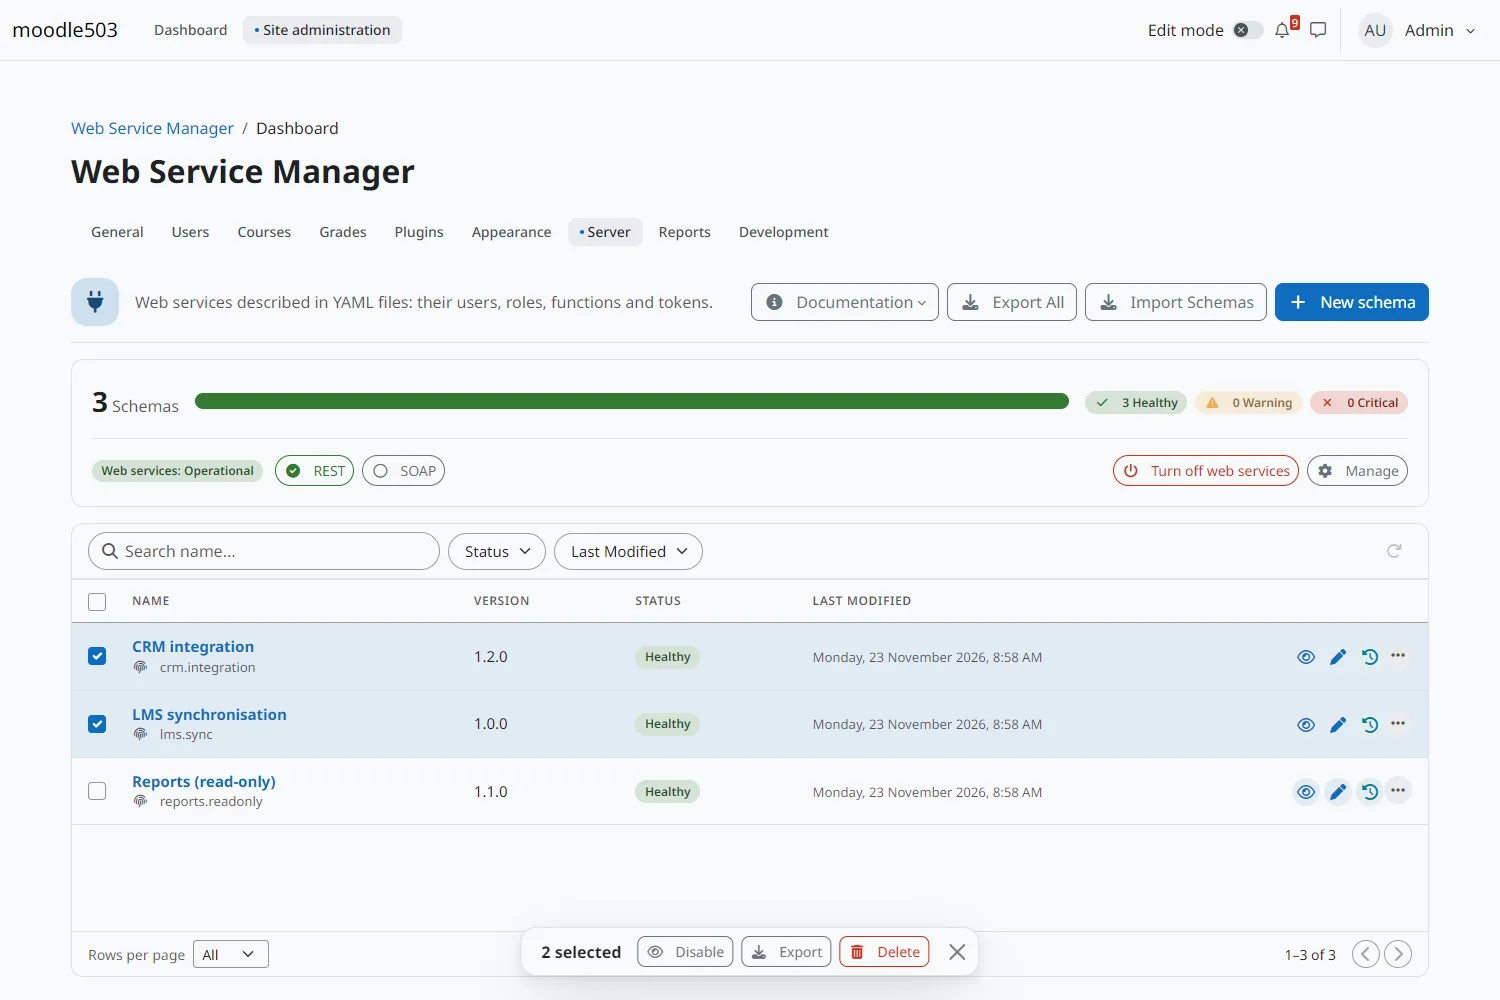 moodle503 Dashboard Site administration Edit mode 9 AU Admin
Web Service Manager / Dashboard
Web Service Manager
General Users Courses Grades Plugins Appearance Server Reports Development
Web services described in YAML files: their users, roles, functions and tokens. Documentation Export All Import Schemas New schema
3 Schemas 3 Healthy 0 Warning 0 Critical
Web services: Operational REST SOAP Turn off web services Manage
Search name... Status Last Modified
NAME VERSION STATUS LAST MODIFIED
CRM integration
crm.integration 1.2.0 Healthy Monday, 23 November 2026, 8:58 AM
LMS synchronisation
lms.sync 1.0.0 Healthy Monday, 23 November 2026, 8:58 AM
Reports (read-only)
reports.readonly 1.1.0 Healthy Monday, 23 November 2026, 8:58 AM
2 selected Disable Export Delete
Rows per page All 1–3 of 3